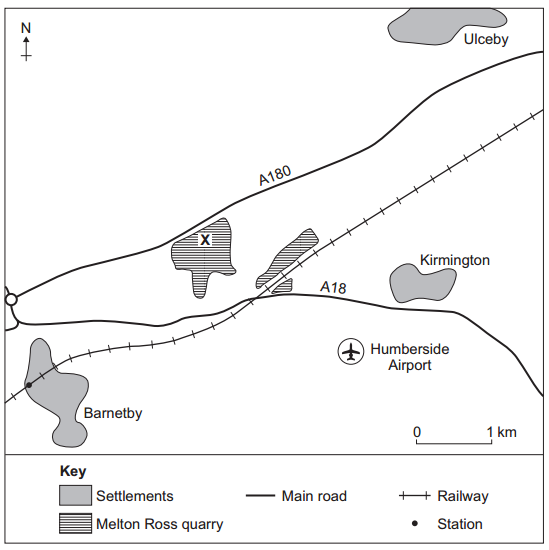 N
Ulceby
A180
X
Kirmington
A18
Humberside
Airport
Barnetby
0 1 km
Key
Settlements Main road Railway
Melton Ross quarry Station